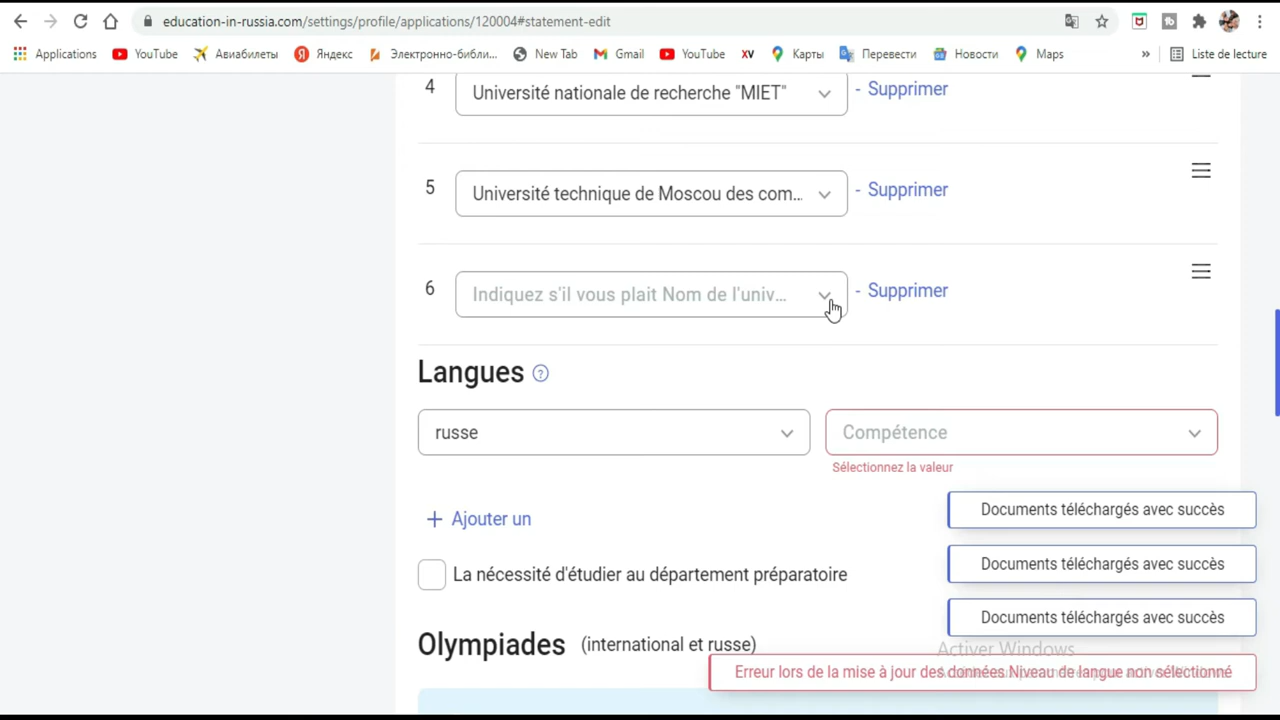 education-in-russia.com/settings/profile/applications/120004#statement-edit
Applications YouTube Авиабилеты Яндекс Электронно-библи... New Tab Gmail YouTube XV Карты Перевести Новости Maps » Liste de lecture
4 Université nationale de recherche "MIET" - Supprimer
5 Université technique de Moscou des com... - Supprimer
6 Indiquez s'il vous plait Nom de l'univ... - Supprimer
Langues ?
russe Compétence
Sélectionnez la valeur
+ Ajouter un
Documents téléchargés avec succès
La nécessité d'étudier au département préparatoire
Documents téléchargés avec succès
Documents téléchargés avec succès
Olympiades (international et russe)
Activer Windows
Erreur lors de la mise à jour des données Niveau de langue non sélectionné